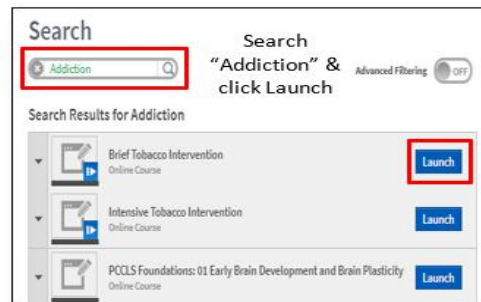 Search
Addiction
Search
"Addiction" &
click Launch
Advanced Filtering OFF
Search Results for Addiction
Brief Tobacco Intervention
Online Course
Launch
Intensive Tobacco Intervention
Online Course
Launch
PCCLS Foundations: 01 Early Brain Development and Brain Plasticity
Online Course
Launch